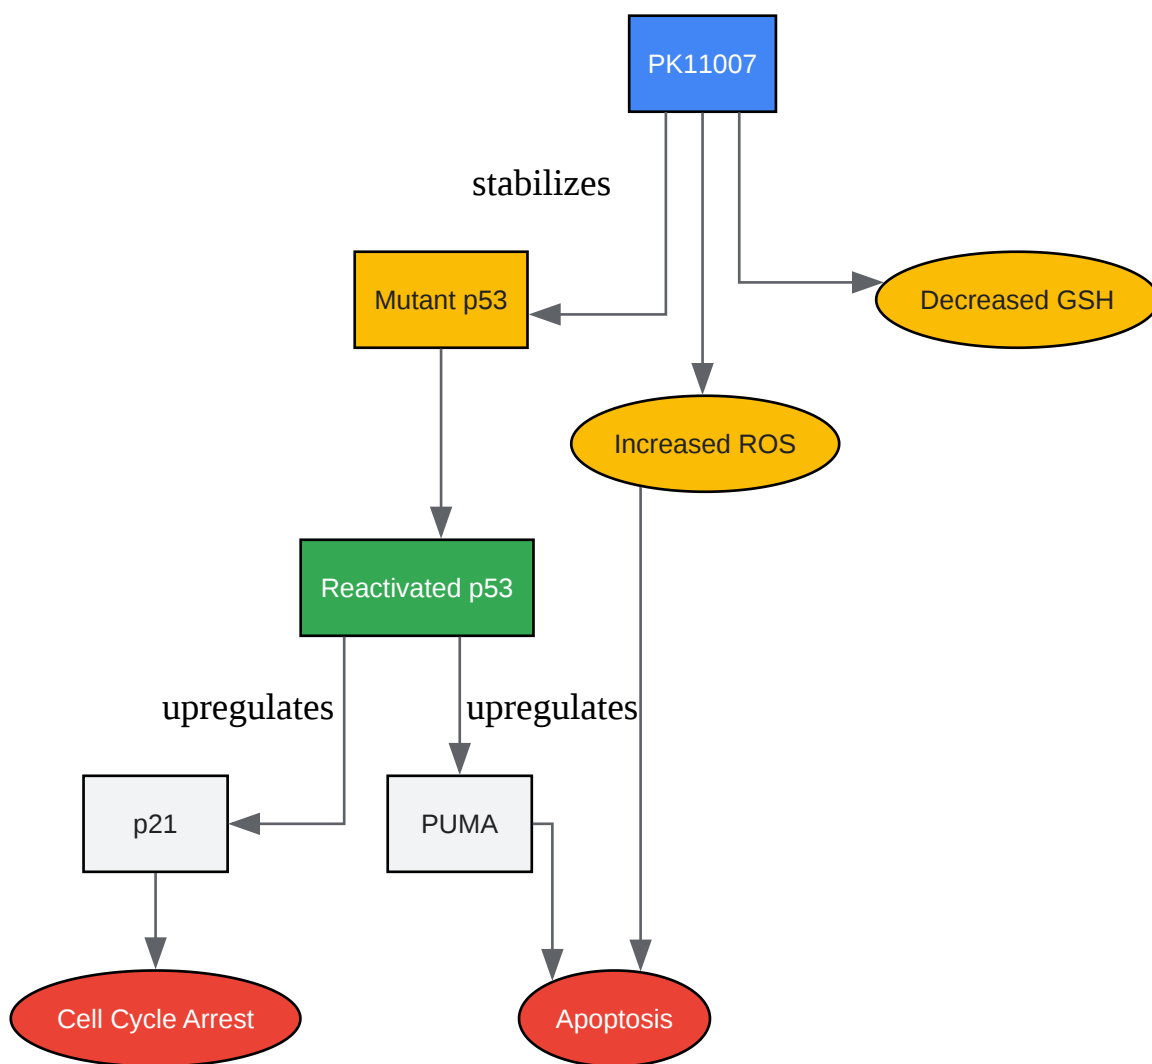 PK11007
stabilizes
Mutant p53
Decreased GSH
Increased ROS
Reactivated p53
upregulates
upregulates
p21
PUMA
Cell Cycle Arrest
Apoptosis